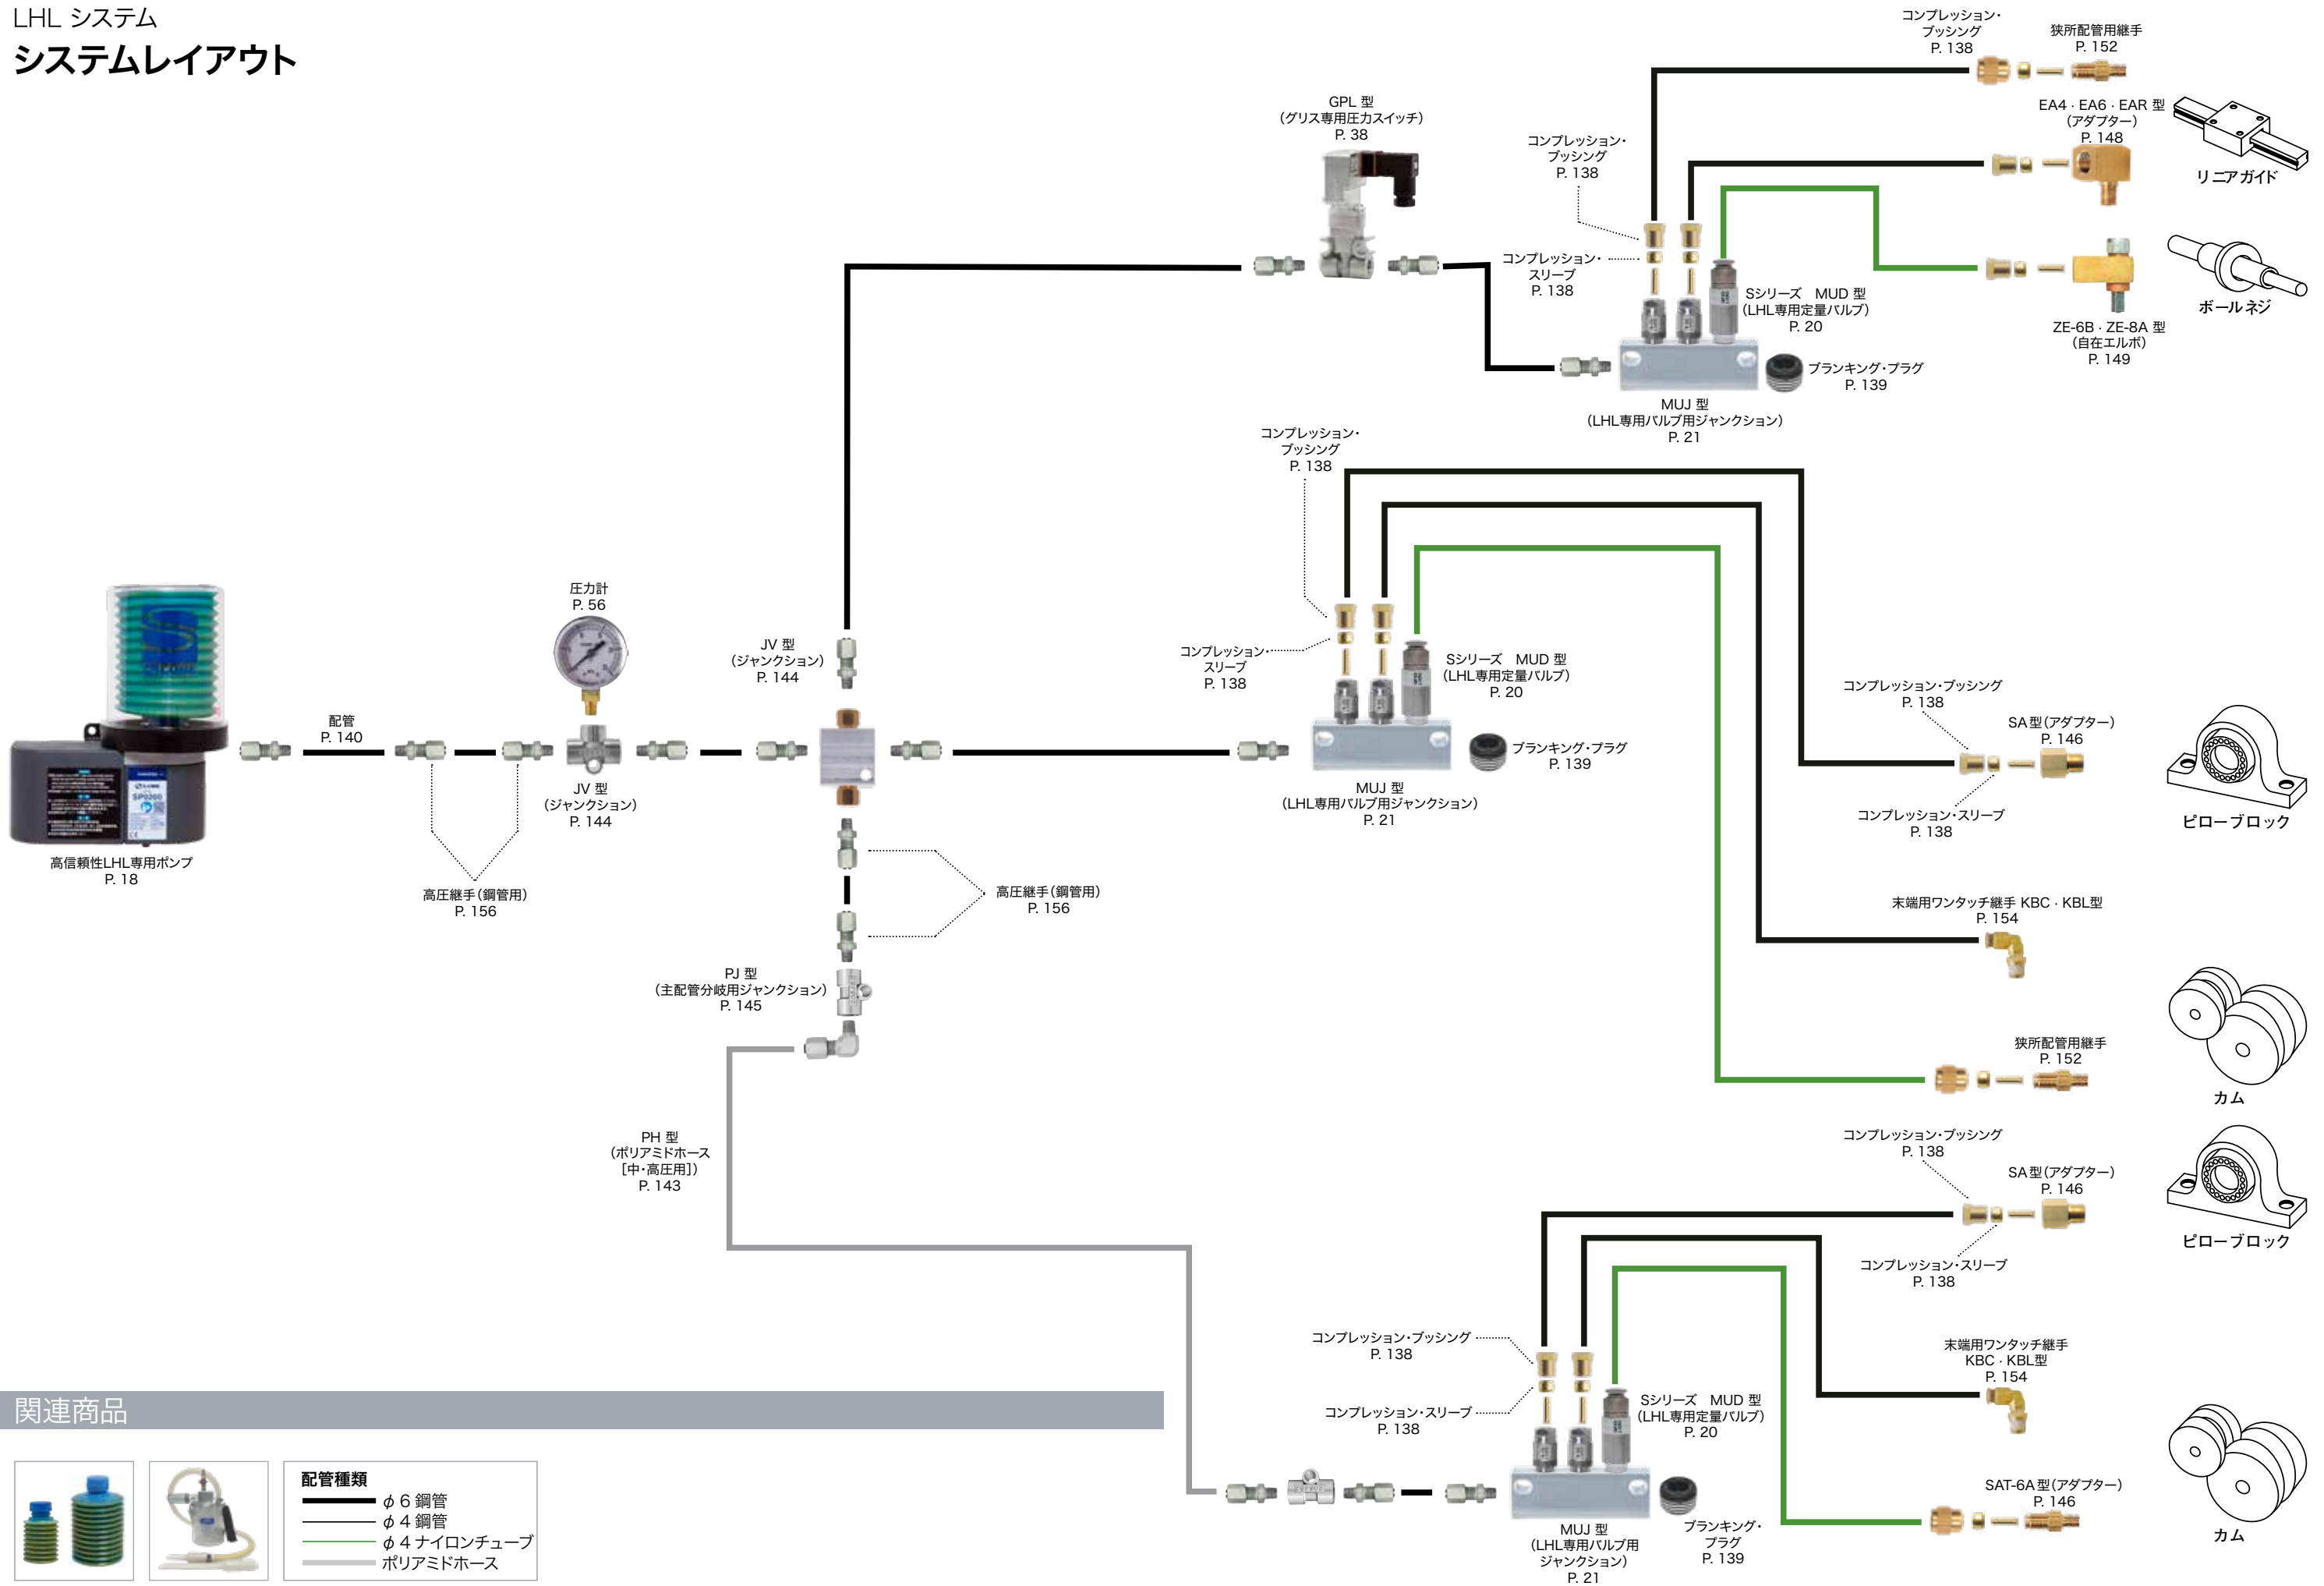 LHL システム
システムレイアウト
コンプレッション・
ブッシング
P. 138
狭所配管用継手
P. 152
GPL 型
（グリス専用圧力スイッチ）
P. 38
EA4 · EA6 · EAR 型
（アダプター）
P. 148
リニアガイド
コンプレッション・
ブッシング
P. 138
コンプレッション・
スリーブ
P. 138
Sシリーズ　MUD 型
（LHL専用定量バルブ）
P. 20
ボールネジ
ZE-6B · ZE-8A 型
（自在エルボ）
P. 149
ブランキング・プラグ
P. 139
MUJ 型
（LHL専用バルブ用ジャンクション）
P. 21
コンプレッション・
ブッシング
P. 138
コンプレッション・
スリーブ
P. 138
Sシリーズ　MUD 型
（LHL専用定量バルブ）
P. 20
ブランキング・プラグ
P. 139
MUJ 型
（LHL専用バルブ用ジャンクション）
P. 21
圧力計
P. 56
JV 型
（ジャンクション）
P. 144
配管
P. 140
JV 型
（ジャンクション）
P. 144
SP0260
高信頼性LHL専用ポンプ
P. 18
高圧継手（鋼管用）
P. 156
高圧継手（鋼管用）
P. 156
コンプレッション・ブッシング
P. 138
SA型（アダプター）
P. 146
コンプレッション・スリーブ
P. 138
ピローブロック
末端用ワンタッチ継手 KBC · KBL型
P. 154
PJ 型
（主配管分岐用ジャンクション）
P. 145
狭所配管用継手
P. 152
カム
PH 型
（ポリアミドホース
［中・高圧用］）
P. 143
コンプレッション・ブッシング
P. 138
SA型（アダプター）
P. 146
コンプレッション・スリーブ
P. 138
ピローブロック
コンプレッション・ブッシング
P. 138
コンプレッション・スリーブ
P. 138
Sシリーズ　MUD 型
（LHL専用定量バルブ）
P. 20
末端用ワンタッチ継手
KBC · KBL型
P. 154
SAT-6A型（アダプター）
P. 146
カム
MUJ 型
（LHL専用バルブ用
ジャンクション）
P. 21
ブランキング・
プラグ
P. 139
関連商品
配管種類
φ6 鋼管
φ4 鋼管
φ4 ナイロンチューブ
ポリアミドホース